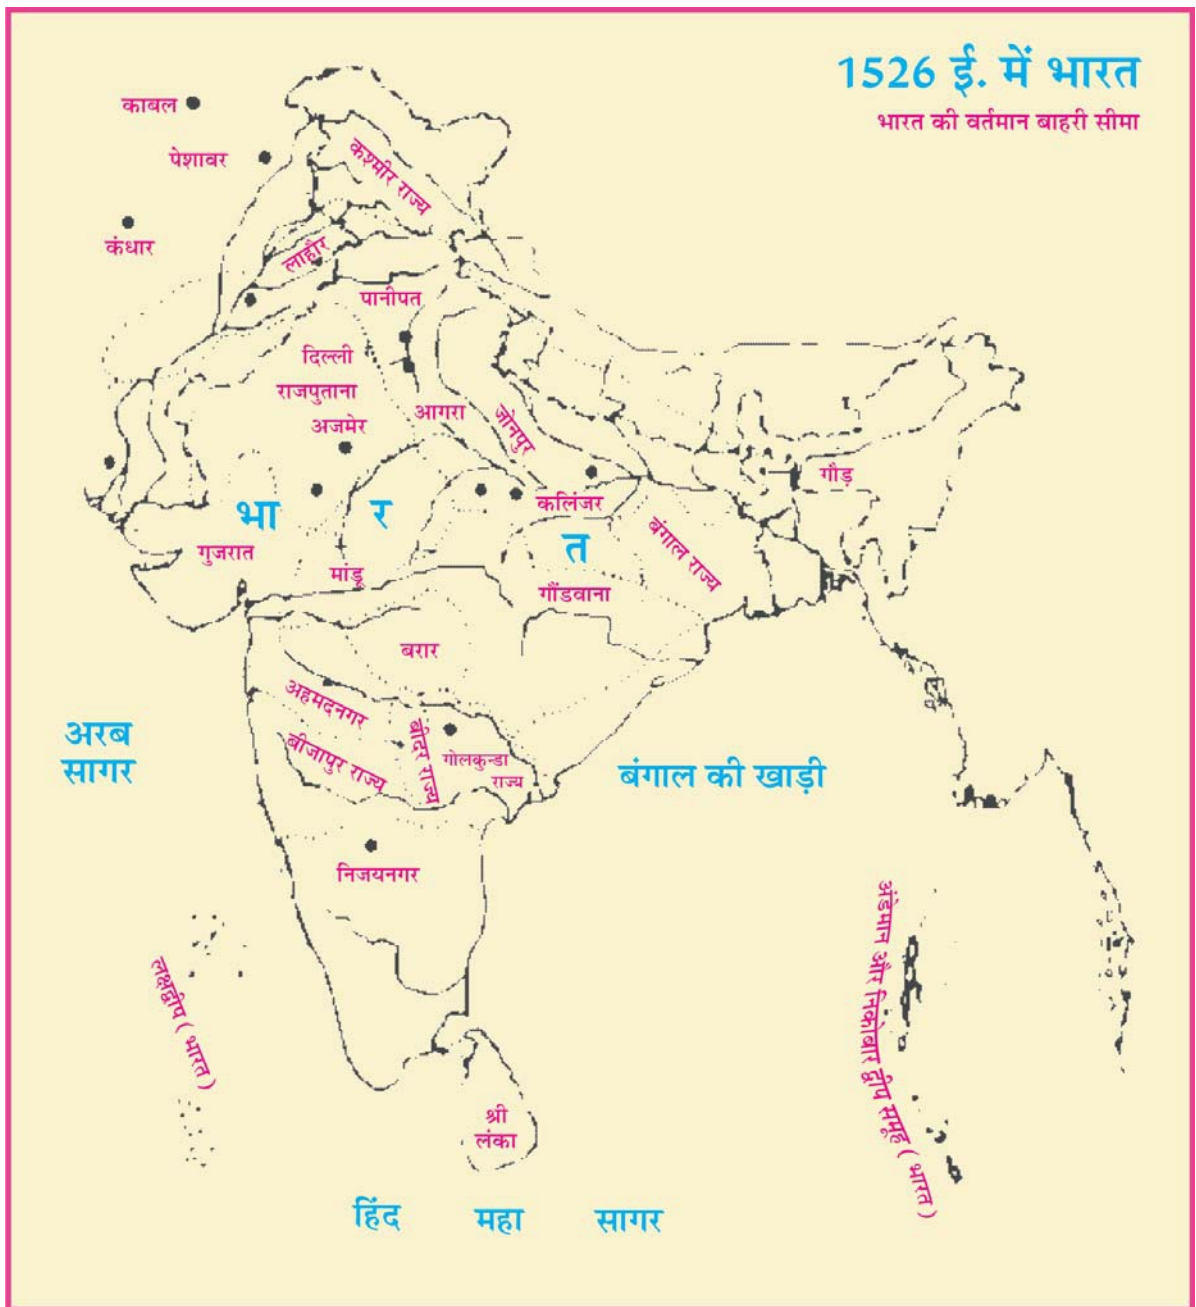 1526 ई. में भारत
भारत की वर्तमान बाहरी सीमा
काबल
पेशावर
कंधार
कश्मीर राज्य
लाहौर
पानीपत
दिल्ली
राजपुताना
अजमेर
आगरा
जोनपुर
कलिंजर
गौड़
भा
र
त
गुजरात
मांडू
गौंडवाना
बंगाल राज्य
बरार
अहमदनगर
बीजापुर राज्य
बीदर राज्य
गोलकुन्डा
राज्य
अरब
सागर
बंगाल की खाड़ी
निजयनगर
लक्षद्वीप ( भारत )
अंडेमान और निकोबार द्वीप समूह ( भारत )
श्री
लंका
हिंद महा सागर